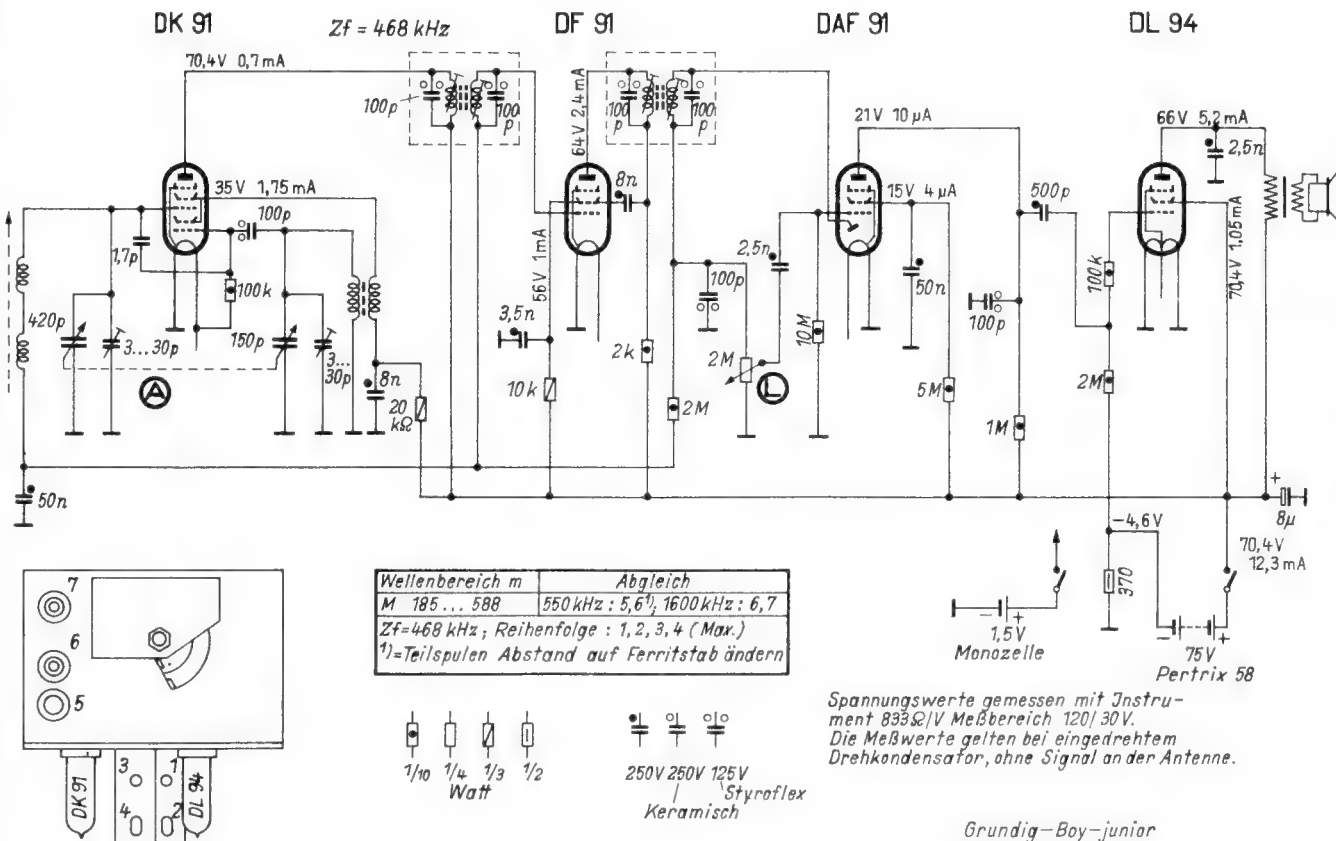 DK 91
Zf = 468 kHz
DF 91
DAF 91
DL 94
70,4V 0,7mA
100p
100p
64V 2,4mA
100p
100p
21V 10µA
66V 5,2mA
2,5n
35V 1,75mA
100p
8n
15V 4µA
500p
1,7p
100k
56V 1mA
2,5n
50n
100p
100k
70,4V 1,05mA
420p
3...30p
150p
3...30p
3,5n
100p
10M
A
8n
20 kΩ
10k
2k
2M
L
2M
5M
1M
2M
50n
-4,6V
+
8µ
70,4V
12,3mA
370
-
+
1,5V
Monozelle
-
+
75V
Pertrix 58
7
6
5
3
1
4
2
DK 91
DL 94
Wellenbereich m
Abgleich
M 185 ... 588
550kHz : 5,6¹⁾; 1600kHz : 6,7
Zf=468 kHz ; Reihenfolge : 1, 2, 3, 4 (Max.)
¹⁾=Teilspulen Abstand auf Ferritstab ändern
1/10
1/4
1/3
1/2
Watt
250V
250V
125V
Keramisch
Styroflex
Spannungswerte gemessen mit Instru-
ment 833Ω/V Meßbereich 120/30V.
Die Meßwerte gelten bei eingedrehtem
Drehkondensator, ohne Signal an der Antenne.
Grundig-Boy-junior